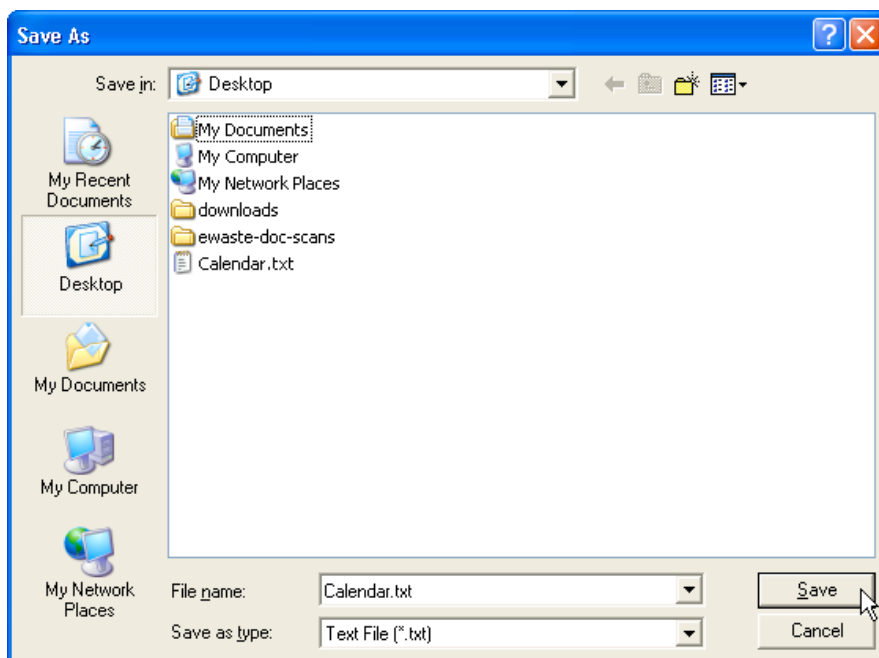 Save As
Save in:
Desktop
My Recent
Documents
Desktop
My Documents
My Computer
My Network
Places
My Documents
My Computer
My Network Places
downloads
ewaste-doc-scans
Calendar.txt
File name:
Calendar.txt
Save
Save as type:
Text File (*.txt)
Cancel